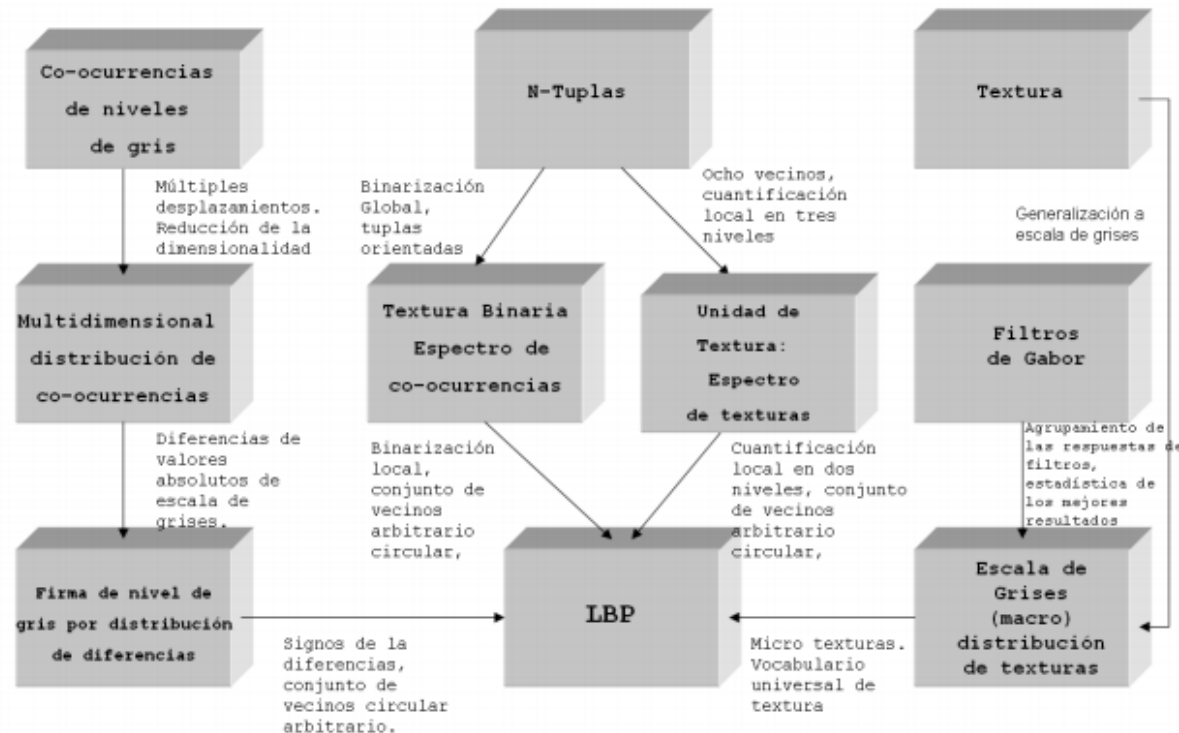 Co-ocurrencias
de niveles
de gris
N-Tuplas
Textura
Múltiples
desplazamientos.
Reducción de la
dimensionalidad
Binarización
Global,
tuplas
orientadas
Ocho vecinos,
cuantificación
local en tres
niveles
Generalización a
escala de grises
Multidimensional
distribución de
co-ocurrencias
Textura Binaria
Espectro de
co-ocurrencias
Unidad de
Textura:
Espectro
de texturas
Filtros
de Gabor
Diferencias de
valores
absolutos de
escala de
grises.
Binarización
local,
conjunto de
vecinos
arbitrario
circular,
Cuantificación
local en dos
niveles, conjunto
de vecinos
arbitrario
circular,
Agrupamiento de
las respuestas de
filtros,
estadística de
los mejores
resultados
Firma de nivel de
gris por distribución
de diferencias
LBP
Escala de
Grises
(macro)
distribución
de texturas
Signos de la
diferencias,
conjunto de
vecinos circular
arbitrario.
Micro texturas.
Vocabulario
universal de
textura